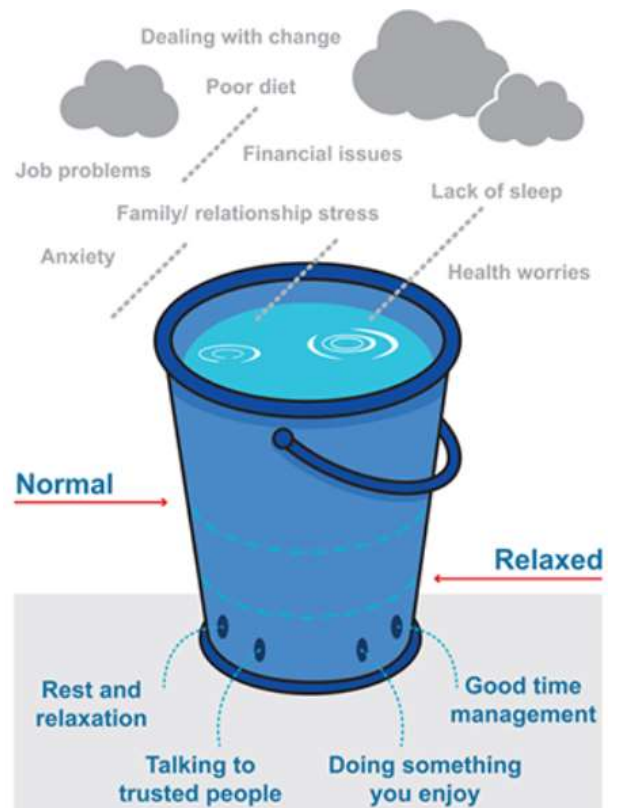 Dealing with change
Poor diet
Financial issues
Job problems
Lack of sleep
Family/ relationship stress
Anxiety
Health worries
Normal
Relaxed
Rest and
relaxation
Good time
management
Talking to
trusted people
Doing something
you enjoy